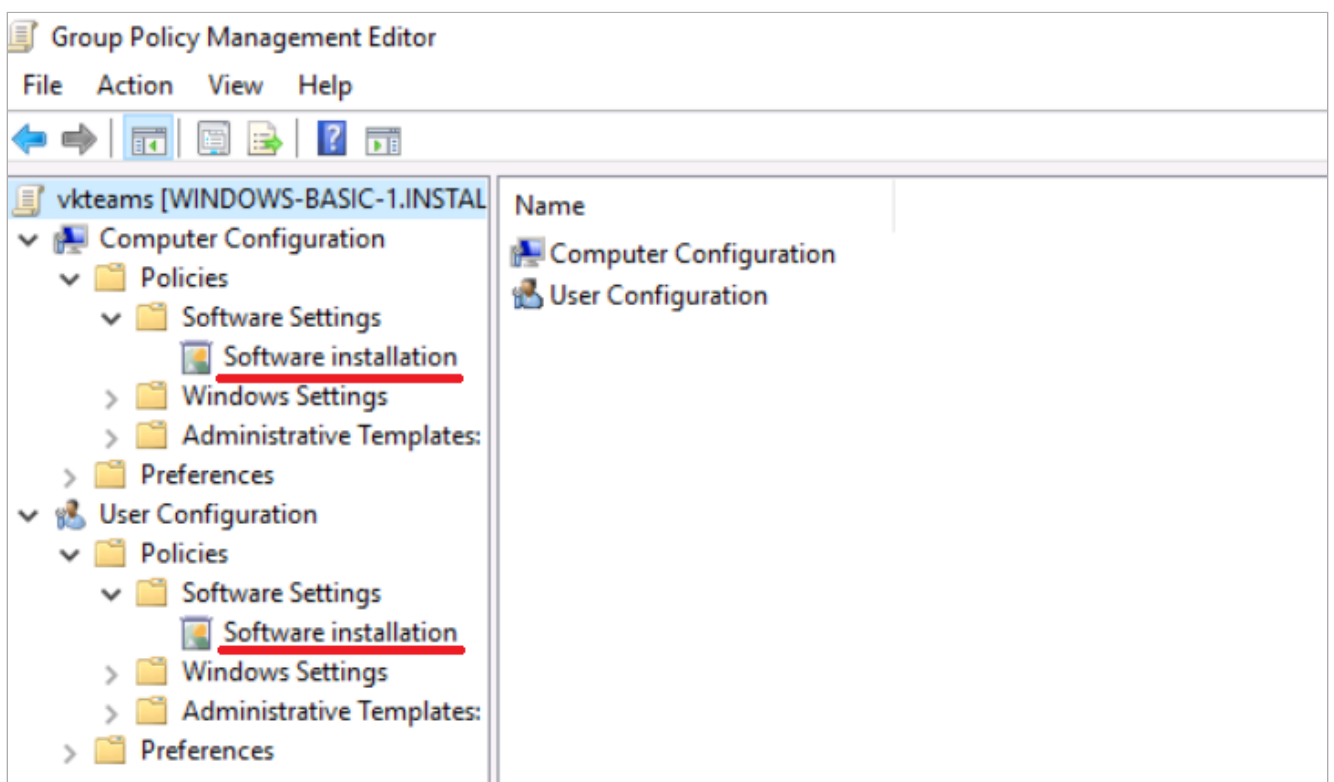 Group Policy Management Editor
File Action View Help
vkteams [WINDOWS-BASIC-1.INSTAL
Computer Configuration
Policies
Software Settings
Software installation
Windows Settings
Administrative Templates:
Preferences
User Configuration
Policies
Software Settings
Software installation
Windows Settings
Administrative Templates:
Preferences
Name
Computer Configuration
User Configuration